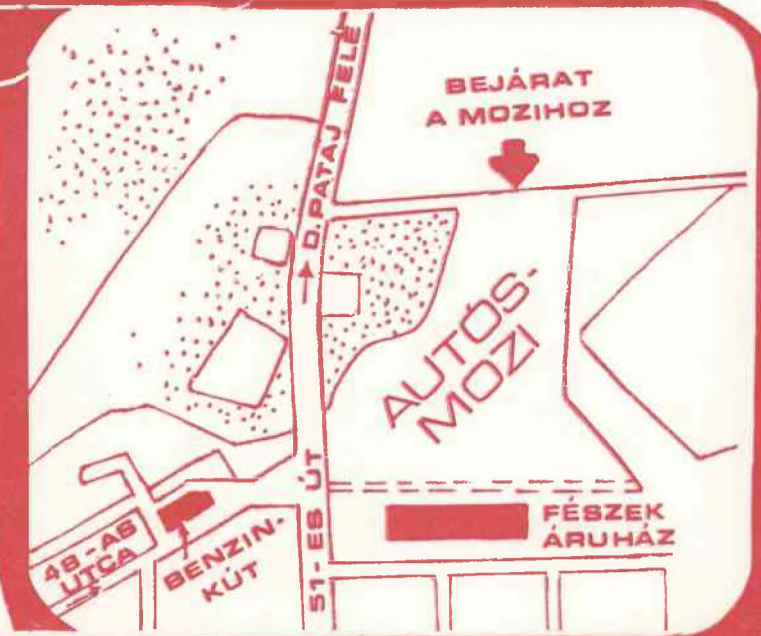 D.PATAJ FELÉ
BEJÁRAT
A MOZIHOZ
AUTÓS-
MOZI
51-ES ÚT
FÉSZEK
ÁRUHÁZ
48-AS
UTCA
BENZIN-
KÚT